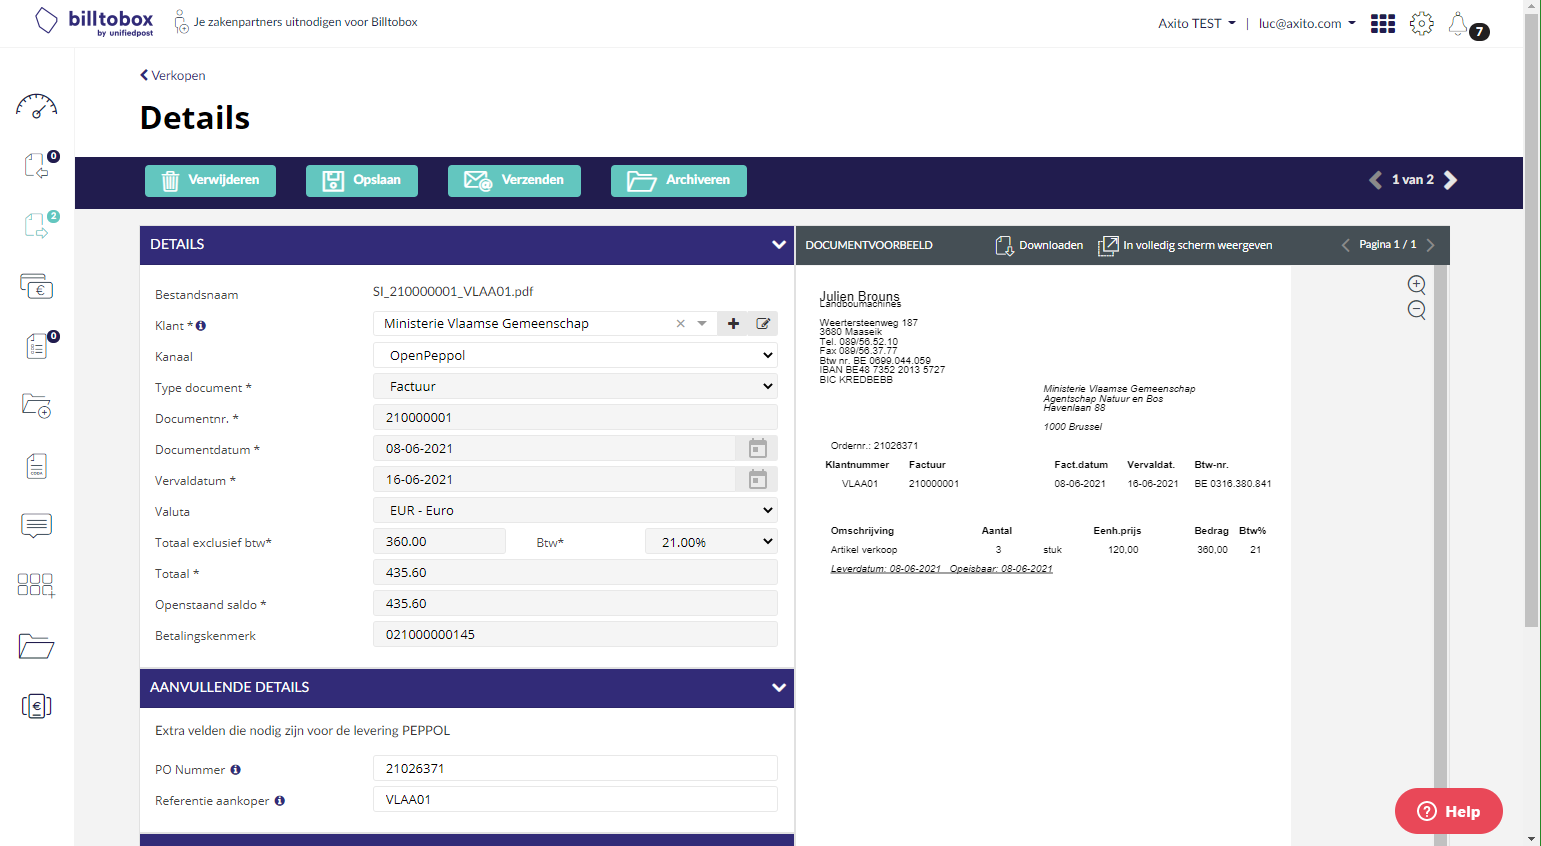 billtobox
by unifiedpost
Je zakenpartners uitnodigen voor Billtobox
Axito TEST | luc@axito.com
7
Verkopen
Details
0
2
0
CODA
Verwijderen Opslaan Verzenden Archiveren
1 van 2
DETAILS
Bestandsnaam SI_210000001_VLAA01.pdf
Klant * Ministerie Vlaamse Gemeenschap
Kanaal OpenPeppol
Type document * Factuur
Documentnr. * 210000001
Documentdatum * 08-06-2021
Vervaldatum * 16-06-2021
Valuta EUR - Euro
Totaal exclusief btw* 360.00 Btw* 21.00%
Totaal * 435.60
Openstaand saldo * 435.60
Betalingskenmerk 021000000145
AANVULLENDE DETAILS
Extra velden die nodig zijn voor de levering PEPPOL
PO Nummer 21026371
Referentie aankoper VLAA01
DOCUMENTVOORBEELD Downloaden In volledig scherm weergeven Pagina 1 / 1
Julien Brouns
Landboumachines
Weertersteenweg 187
3680 Maaseik
Tel. 089/56.52.10
Fax 089/56.37.77
Btw nr. BE 0699.044.059
IBAN BE48 7352 2013 5727
BIC KREDBEBB
Ministerie Vlaamse Gemeenschap
Agentschap Natuur en Bos
Havenlaan 88
1000 Brussel
Ordernr.: 21026371
Klantnummer Factuur Fact.datum Vervaldat. Btw-nr.
VLAA01 210000001 08-06-2021 16-06-2021 BE 0316.380.841
Omschrijving Aantal Eenh.prijs Bedrag Btw%
Artikel verkoop 3 stuk 120,00 360,00 21
Leverdatum: 08-06-2021 Opeisbaar: 08-06-2021
Help